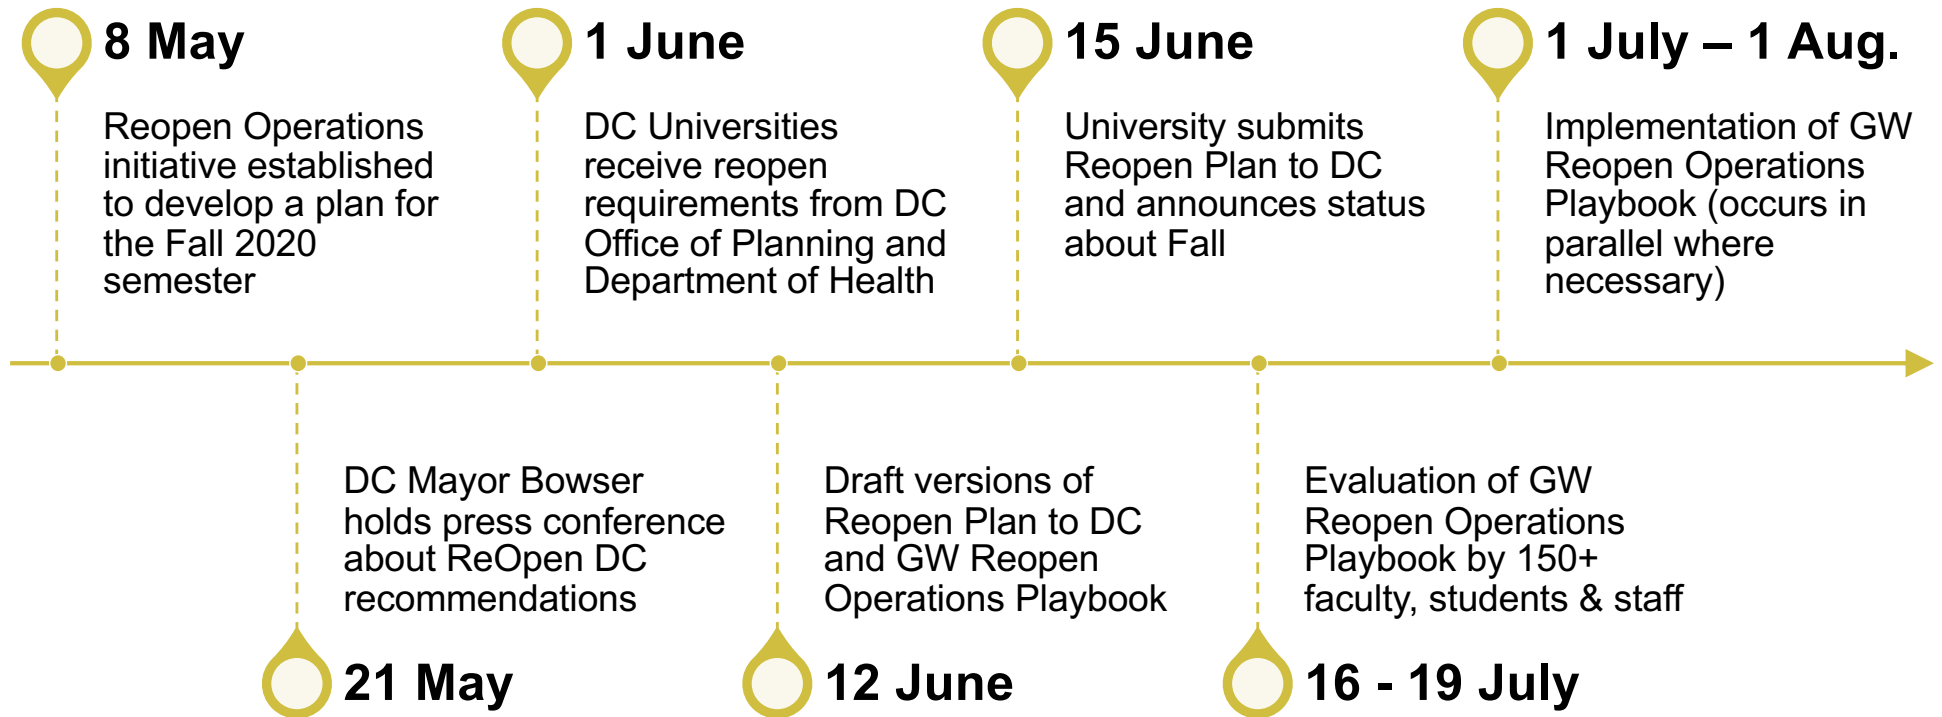 8 May
Reopen Operations
initiative established
to develop a plan for
the Fall 2020
semester
1 June
DC Universities
receive reopen
requirements from DC
Office of Planning and
Department of Health
15 June
University submits
Reopen Plan to DC
and announces status
about Fall
1 July – 1 Aug.
Implementation of GW
Reopen Operations
Playbook (occurs in
parallel where
necessary)
DC Mayor Bowser
holds press conference
about ReOpen DC
recommendations
21 May
Draft versions of
Reopen Plan to DC
and GW Reopen
Operations Playbook
12 June
Evaluation of GW
Reopen Operations
Playbook by 150+
faculty, students & staff
16 - 19 July